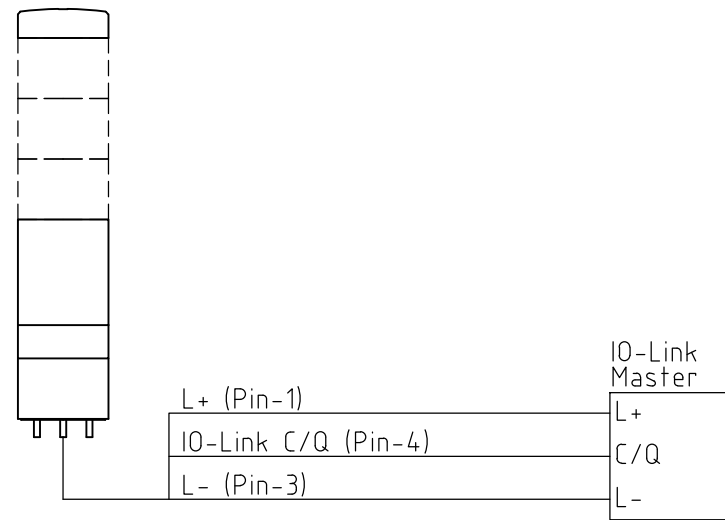 IO-Link
Master
L+ (Pin-1)
L+
IO-Link C/Q (Pin-4)
C/Q
L- (Pin-3)
L-